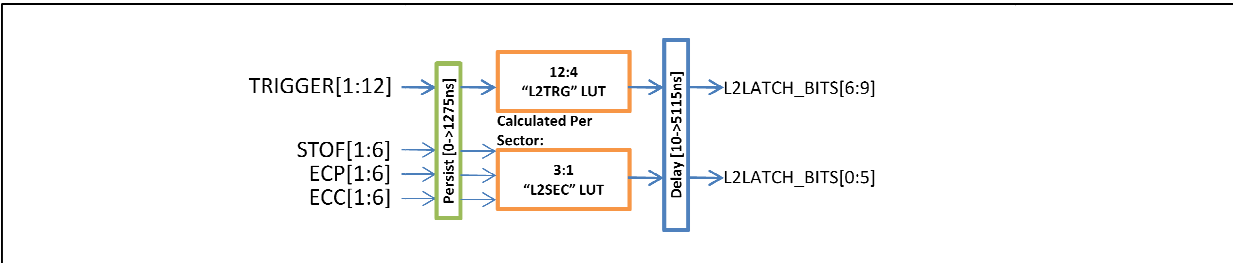 TRIGGER[1:12]
STOF[1:6]
ECP[1:6]
ECC[1:6]
Persist [0->1275ns]
12:4
“L2TRG” LUT
Calculated Per
Sector:
3:1
“L2SEC” LUT
Delay [10->5115ns]
L2LATCH_BITS[6:9]
L2LATCH_BITS[0:5]